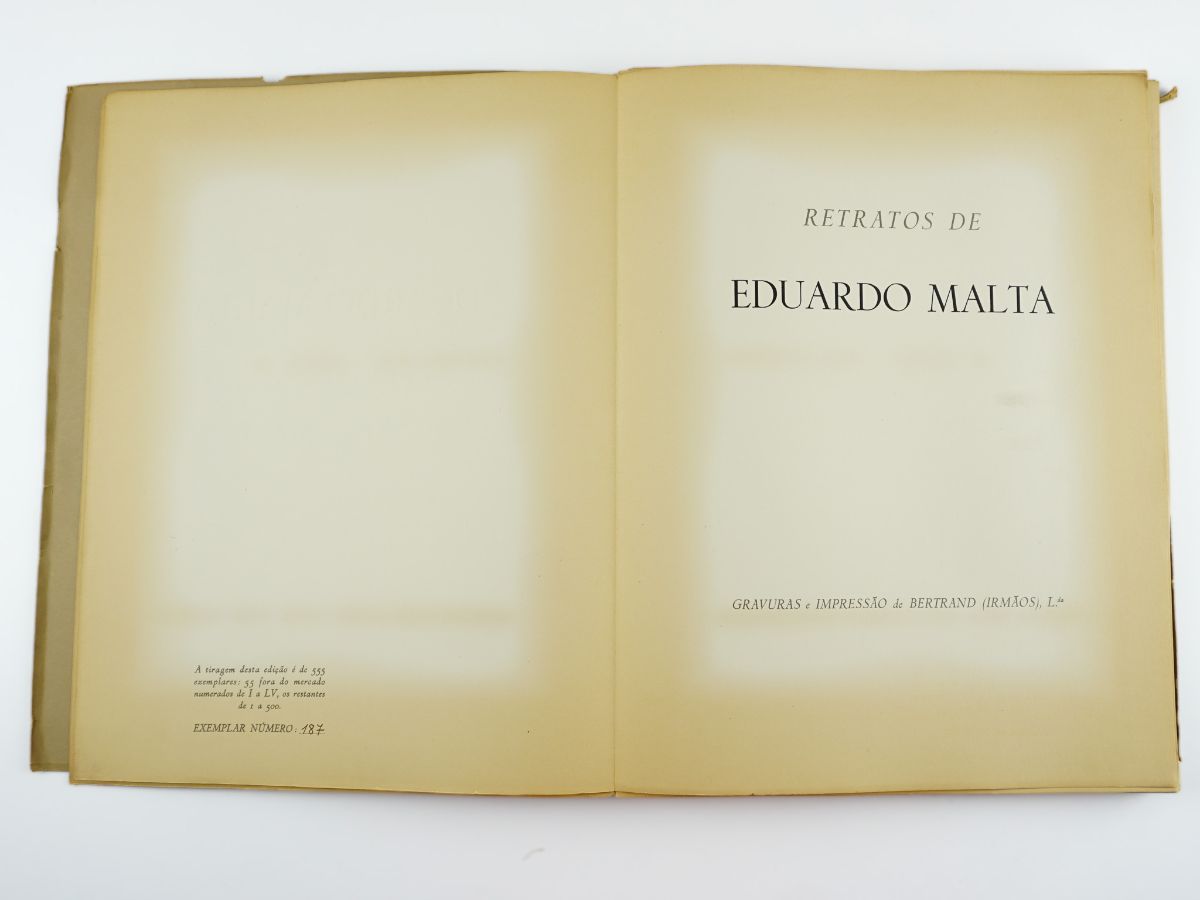 A tiragem desta edição é de 555
exemplares: 55 fora do mercado
numerados de I a LV, os restantes
de 1 a 500.
EXEMPLAR NÚMERO: 187
RETRATOS DE
EDUARDO MALTA
GRAVURAS e IMPRESSÃO de BERTRAND (IRMÃOS), L.da